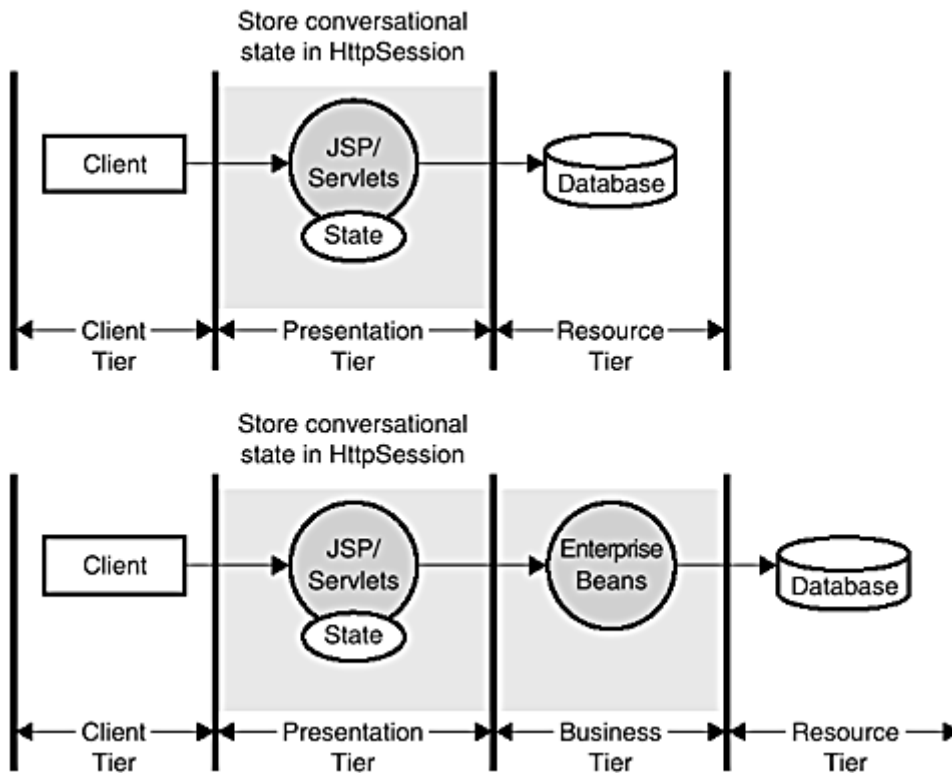 Store conversational
state in HttpSession
Client
JSP/
Servlets
State
Database
Client
Tier
Presentation
Tier
Resource
Tier
Store conversational
state in HttpSession
Client
JSP/
Servlets
State
Enterprise
Beans
Database
Client
Tier
Presentation
Tier
Business
Tier
Resource
Tier